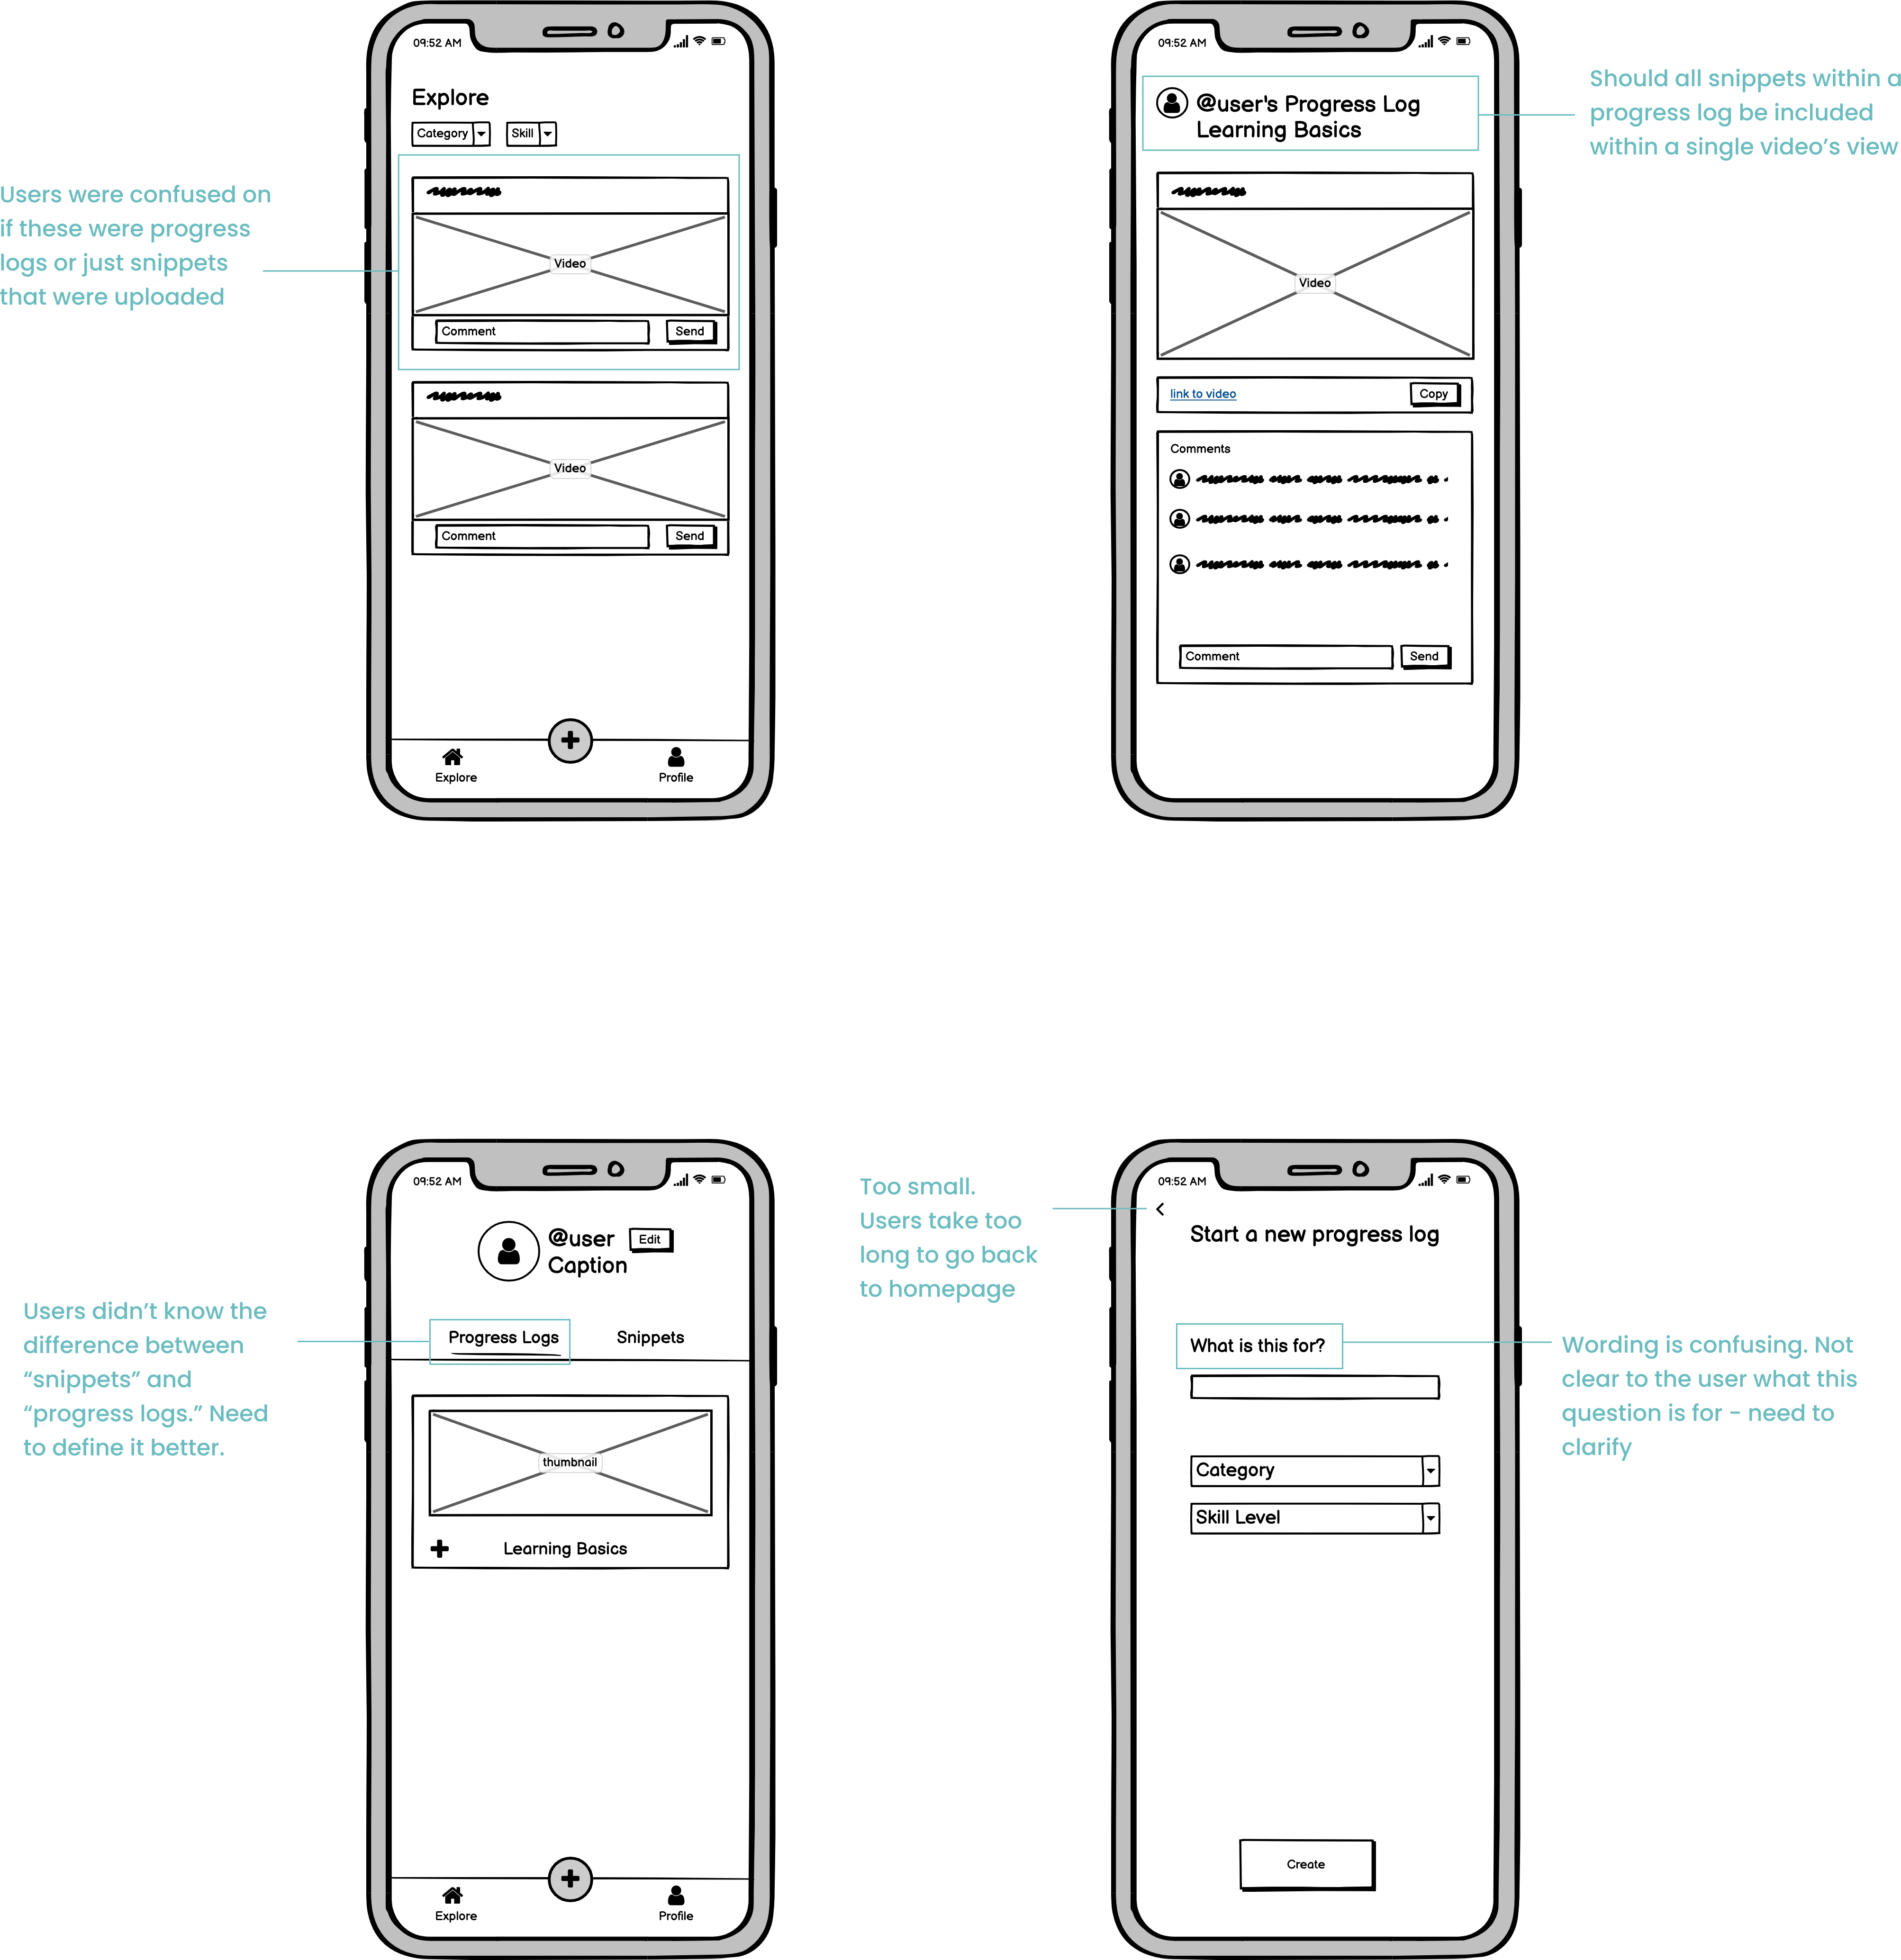 09:52 AM
Explore
Category
Skill
Video
Comment
Send
Video
Comment
Send
Explore
Profile
Users were confused on
if these were progress
logs or just snippets
that were uploaded
09:52 AM
@user's Progress Log
Learning Basics
Video
link to video
Copy
Comments
Comment
Send
Should all snippets within a
progress log be included
within a single video’s view
09:52 AM
@user
Edit
Caption
Progress Logs
Snippets
thumbnail
Learning Basics
Explore
Profile
Users didn’t know the
difference between
“snippets” and
“progress logs.” Need
to define it better.
Too small.
Users take too
long to go back
to homepage
09:52 AM
Start a new progress log
What is this for?
Category
Skill Level
Create
Wording is confusing. Not
clear to the user what this
question is for - need to
clarify